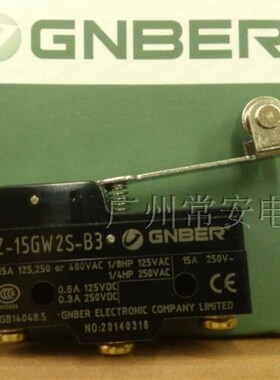 GNBER
广州常安电
Z-15GW2S-B3 GNBER
15A 125,250 or 480VAC 1/8HP 125VAC 15A 250V~
1/4HP 250VAC
0.5A 125VDC
0.3A 250VDC
GB14048.5
GNBER ELECTRONIC COMPANY LIMITED
NO:20140318